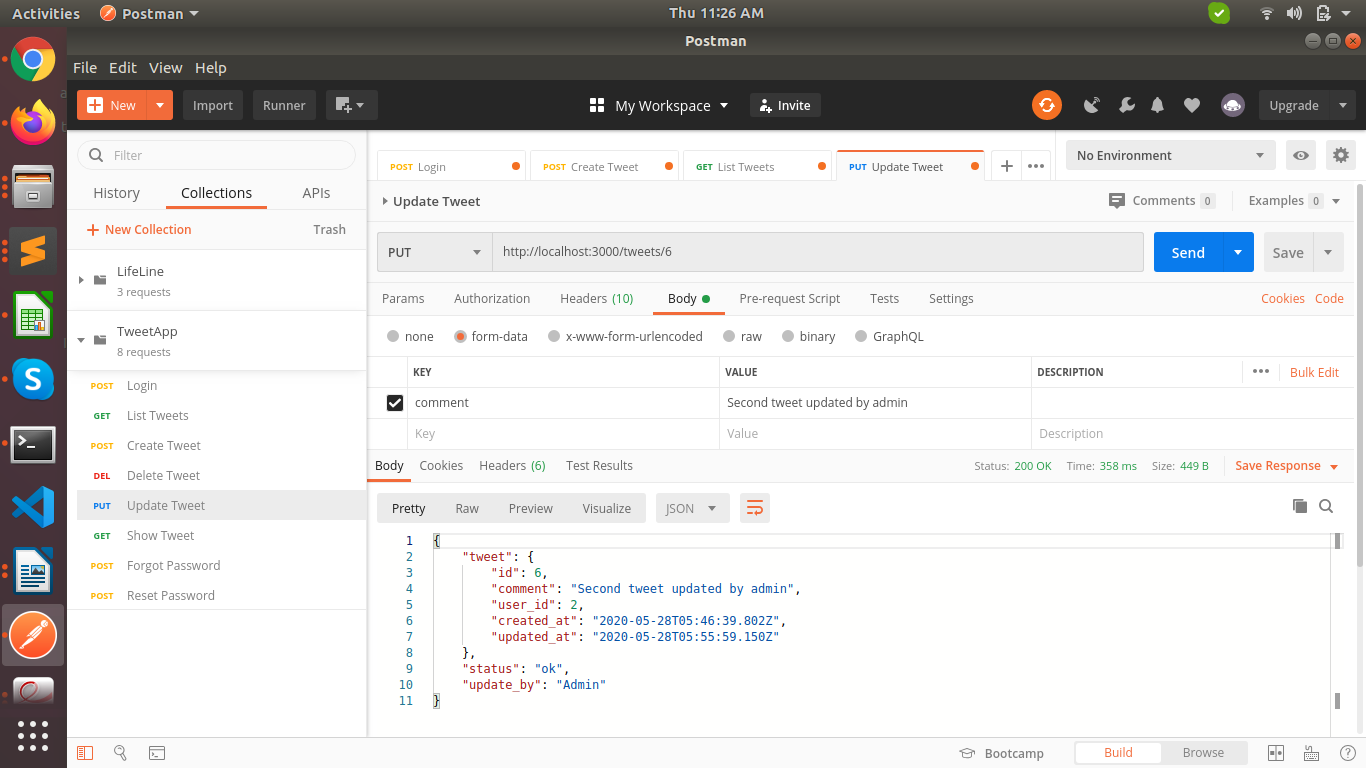 Activities Postman Thu 11:26 AM
Postman
File Edit View Help
New Import Runner My Workspace Invite Upgrade
Filter
History Collections APIs
New Collection Trash
LifeLine
3 requests
TweetApp
8 requests
POST Login
GET List Tweets
POST Create Tweet
DEL Delete Tweet
PUT Update Tweet
GET Show Tweet
POST Forgot Password
POST Reset Password
POST Login POST Create Tweet GET List Tweets PUT Update Tweet No Environment
Update Tweet Comments 0 Examples 0
PUT http://localhost:3000/tweets/6 Send Save
Params Authorization Headers (10) Body Pre-request Script Tests Settings Cookies Code
none form-data x-www-form-urlencoded raw binary GraphQL
KEY VALUE DESCRIPTION Bulk Edit
comment Second tweet updated by admin
Key Value Description
Body Cookies Headers (6) Test Results Status: 200 OK Time: 358 ms Size: 449 B Save Response
Pretty Raw Preview Visualize JSON
1 {
2 "tweet": {
3 "id": 6,
4 "comment": "Second tweet updated by admin",
5 "user_id": 2,
6 "created_at": "2020-05-28T05:46:39.802Z",
7 "updated_at": "2020-05-28T05:55:59.150Z"
8 },
9 "status": "ok",
10 "update_by": "Admin"
11 }
Bootcamp Build Browse